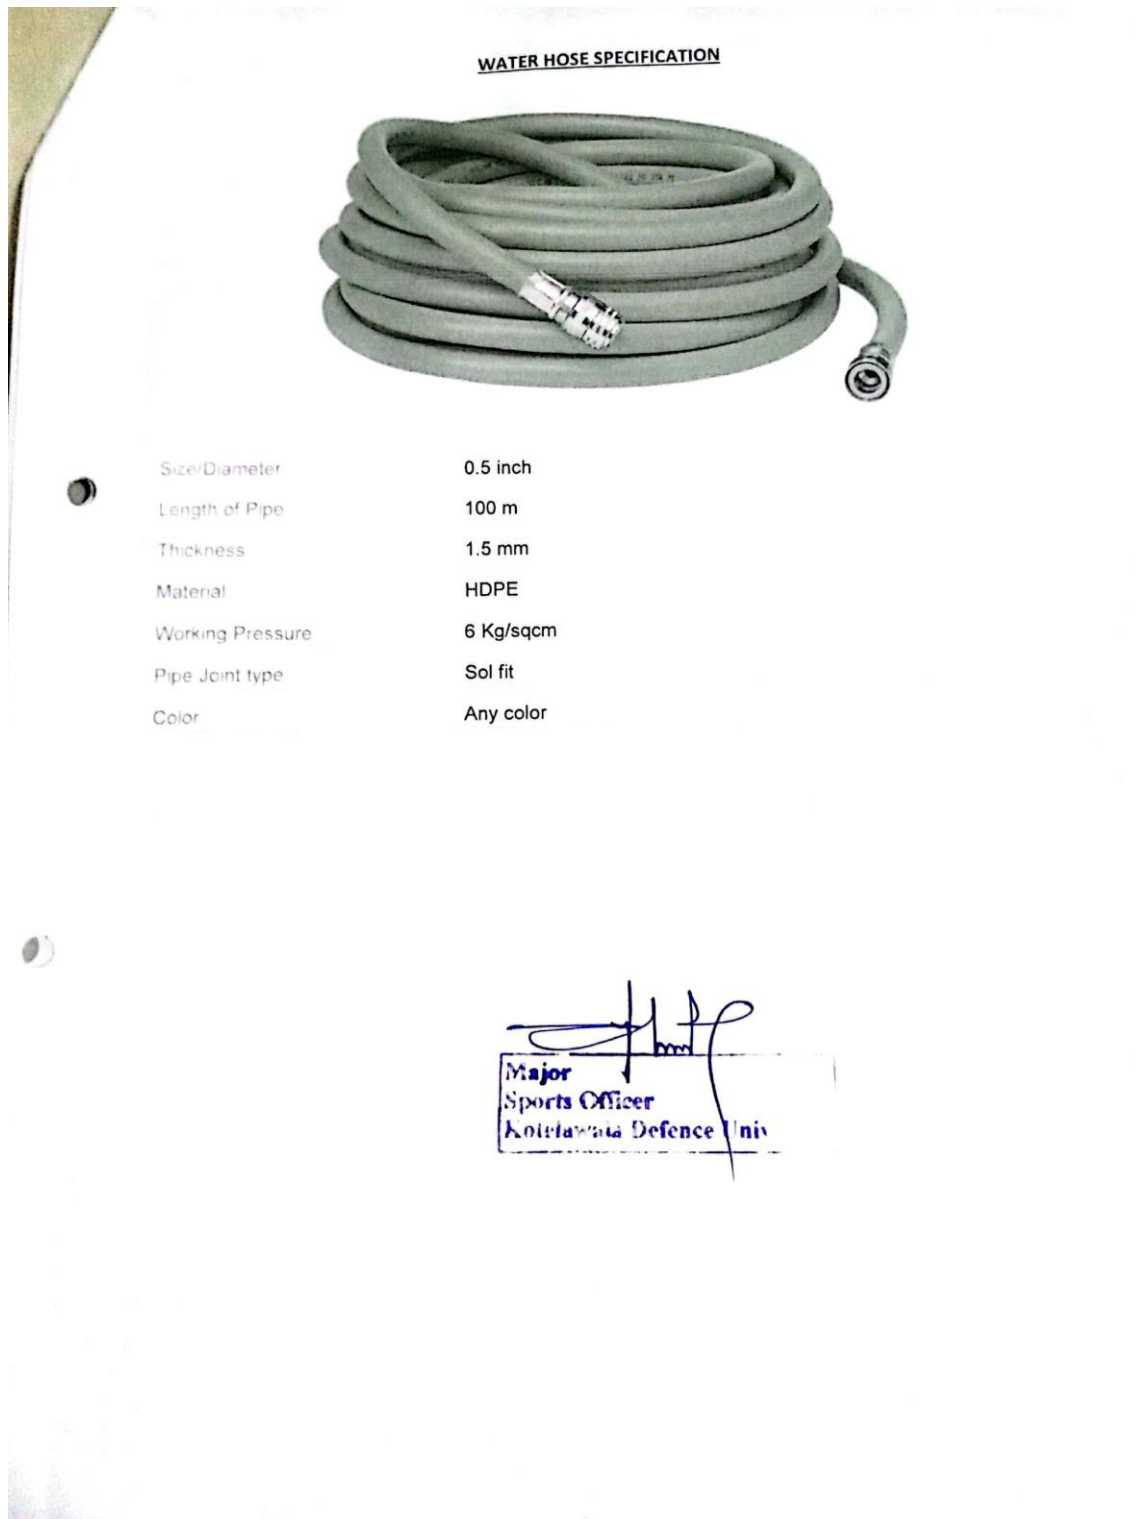 WATER HOSE SPECIFICATION
Size/Diameter 0.5 inch
Length of Pipe 100 m
Thickness 1.5 mm
Material HDPE
Working Pressure 6 Kg/sqcm
Pipe Joint type Sol fit
Color Any color
Major
Sports Officer
Kotelawala Defence Univ